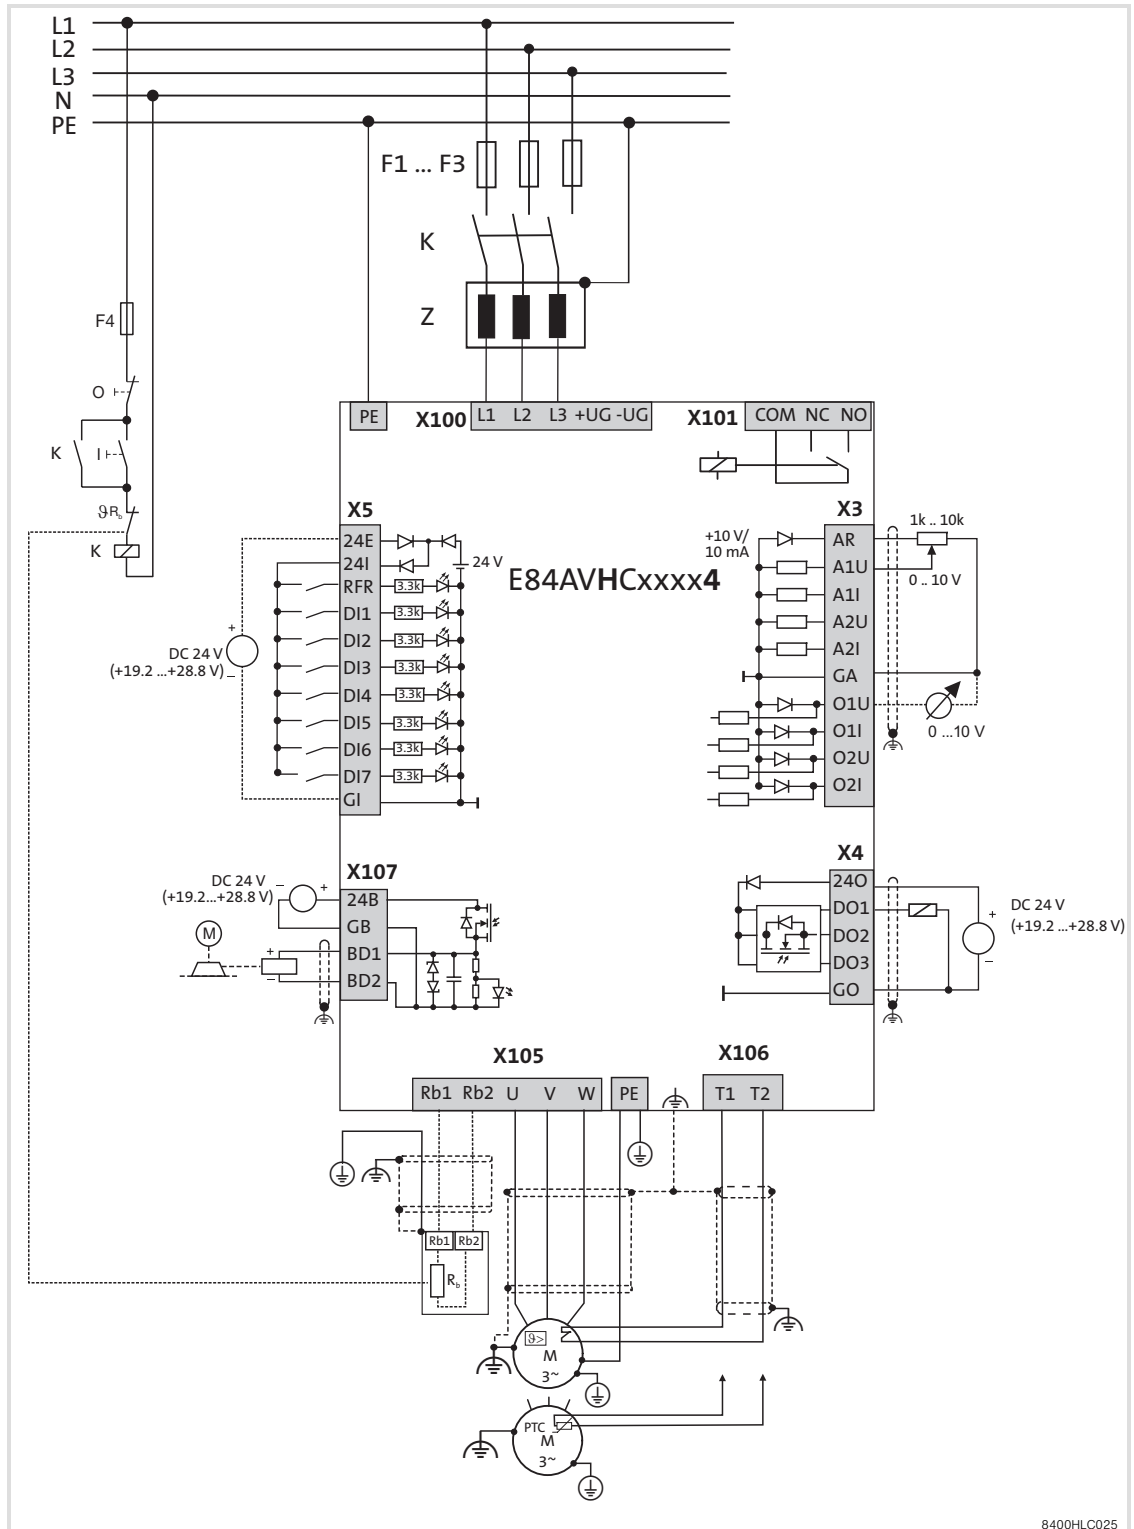 L1
L2
L3
N
PE
F1 ... F3
K
Z
F4
O
K
I
ϑRb
K
PE
X100
L1 L2 L3 +UG -UG
X101
COM NC NO
X5
24E
24I
RFR
DI1
DI2
DI3
DI4
DI5
DI6
DI7
GI
3.3k
3.3k
3.3k
3.3k
3.3k
3.3k
3.3k
3.3k
24 V
+
DC 24 V
(+19.2 ...+28.8 V)
–
E84AVHCxxxx4
X3
+10 V/
10 mA
AR
A1U
A1I
A2U
A2I
GA
O1U
O1I
O2U
O2I
1k .. 10k
0 .. 10 V
0 ...10 V
X107
DC 24 V
(+19.2...+28.8 V)
– +
24B
GB
BD1
BD2
M
+
–
X4
24O
DO1
DO2
DO3
GO
DC 24 V
(+19.2 ...+28.8 V)
+
–
X105
Rb1 Rb2 U V W
PE
X106
T1 T2
Rb1 Rb2
Rb
ϑ>
M
3~
PTC
M
3~
8400HLC025